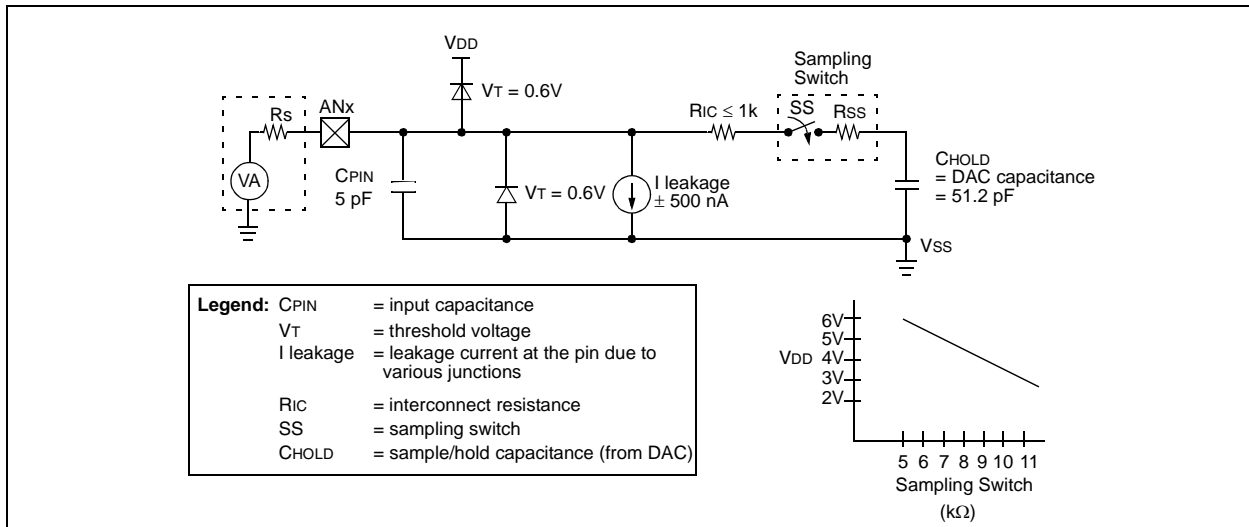 VDD
Sampling
Switch
VT = 0.6V
Rs
ANx
RIC ≤ 1k
SS
RSS
VA
CPIN
5 pF
VT = 0.6V
I leakage
± 500 nA
CHOLD
= DAC capacitance
= 51.2 pF
VSS
Legend: CPIN = input capacitance
VT = threshold voltage
I leakage = leakage current at the pin due to
various junctions
RIC = interconnect resistance
SS = sampling switch
CHOLD = sample/hold capacitance (from DAC)
6V
5V
VDD 4V
3V
2V
5 6 7 8 9 10 11
Sampling Switch
(kΩ)